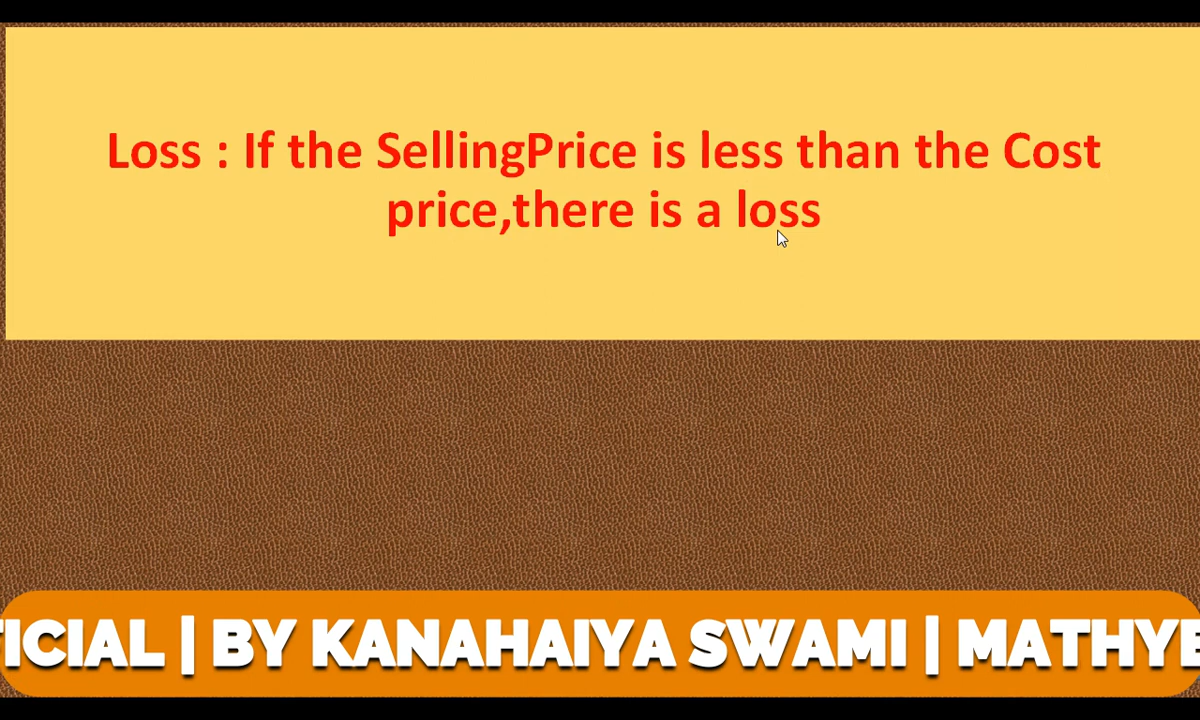 Loss : If the SellingPrice is less than the Cost
price,there is a loss
| BY KANAHAIYA SWAMI |